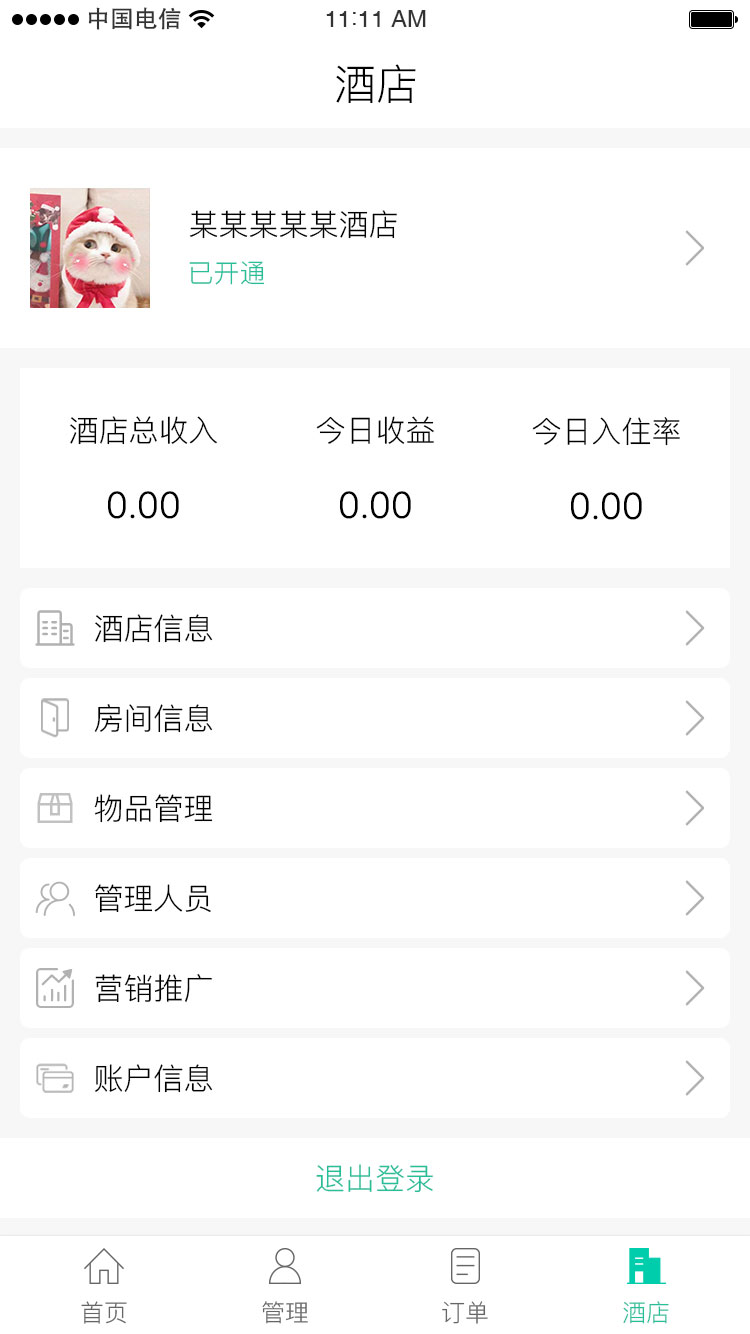 中国电信 11:11 AM
酒店
某某某某某酒店
已开通
酒店总收入 今日收益 今日入住率
0.00 0.00 0.00
酒店信息
房间信息
物品管理
管理人员
营销推广
账户信息
退出登录
首页 管理 订单 酒店